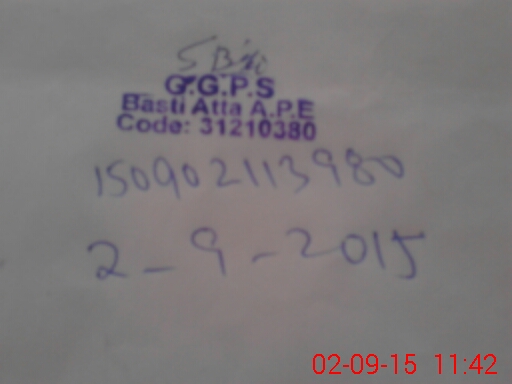 G.G.P.S
Basti Atta A.P.E
Code: 31210380
150902113980
2-9-2015
02-09-15 11:42